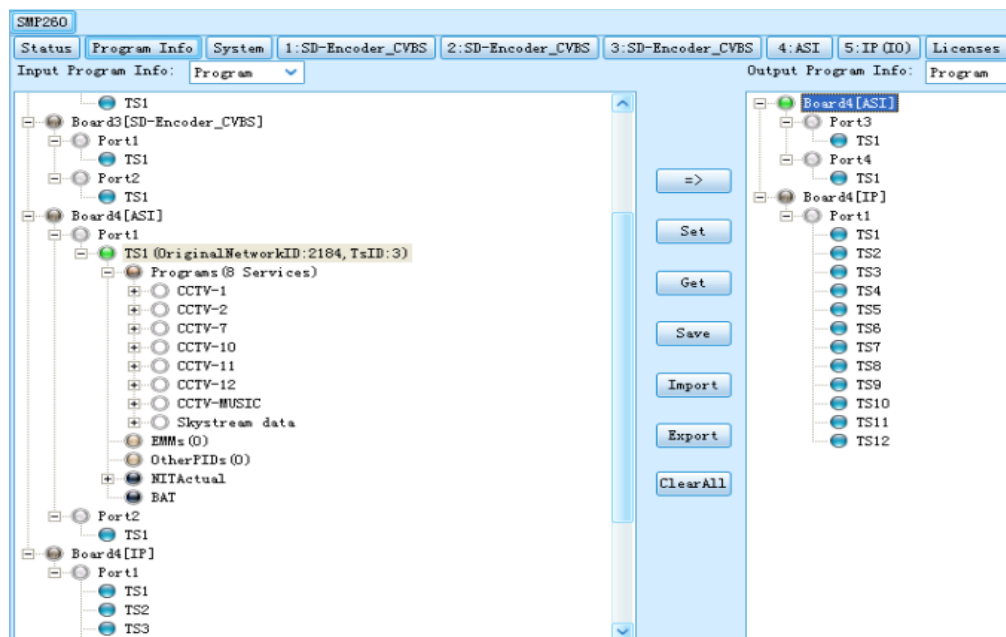 SMP260
Status Program Info System 1:SD-Encoder_CVBS 2:SD-Encoder_CVBS 3:SD-Encoder_CVBS 4:ASI 5:IP(IO) Licenses
Input Program Info: Program
Output Program Info: Program
TS1
Board3[SD-Encoder_CVBS]
Port1
TS1
Port2
TS1
Board4[ASI]
Port1
TS1(OriginalNetworkID:2184,TsID:3)
Programs(8 Services)
CCTV-1
CCTV-2
CCTV-7
CCTV-10
CCTV-11
CCTV-12
CCTV-MUSIC
Skystream data
EMMs(0)
OtherPIDs(0)
NITActual
BAT
Port2
TS1
Board4[IP]
Port1
TS1
TS2
TS3
=>
Set
Get
Save
Import
Export
ClearAll
Board4[ASI]
Port3
TS1
Port4
TS1
Board4[IP]
Port1
TS1
TS2
TS3
TS4
TS5
TS6
TS7
TS8
TS9
TS10
TS11
TS12